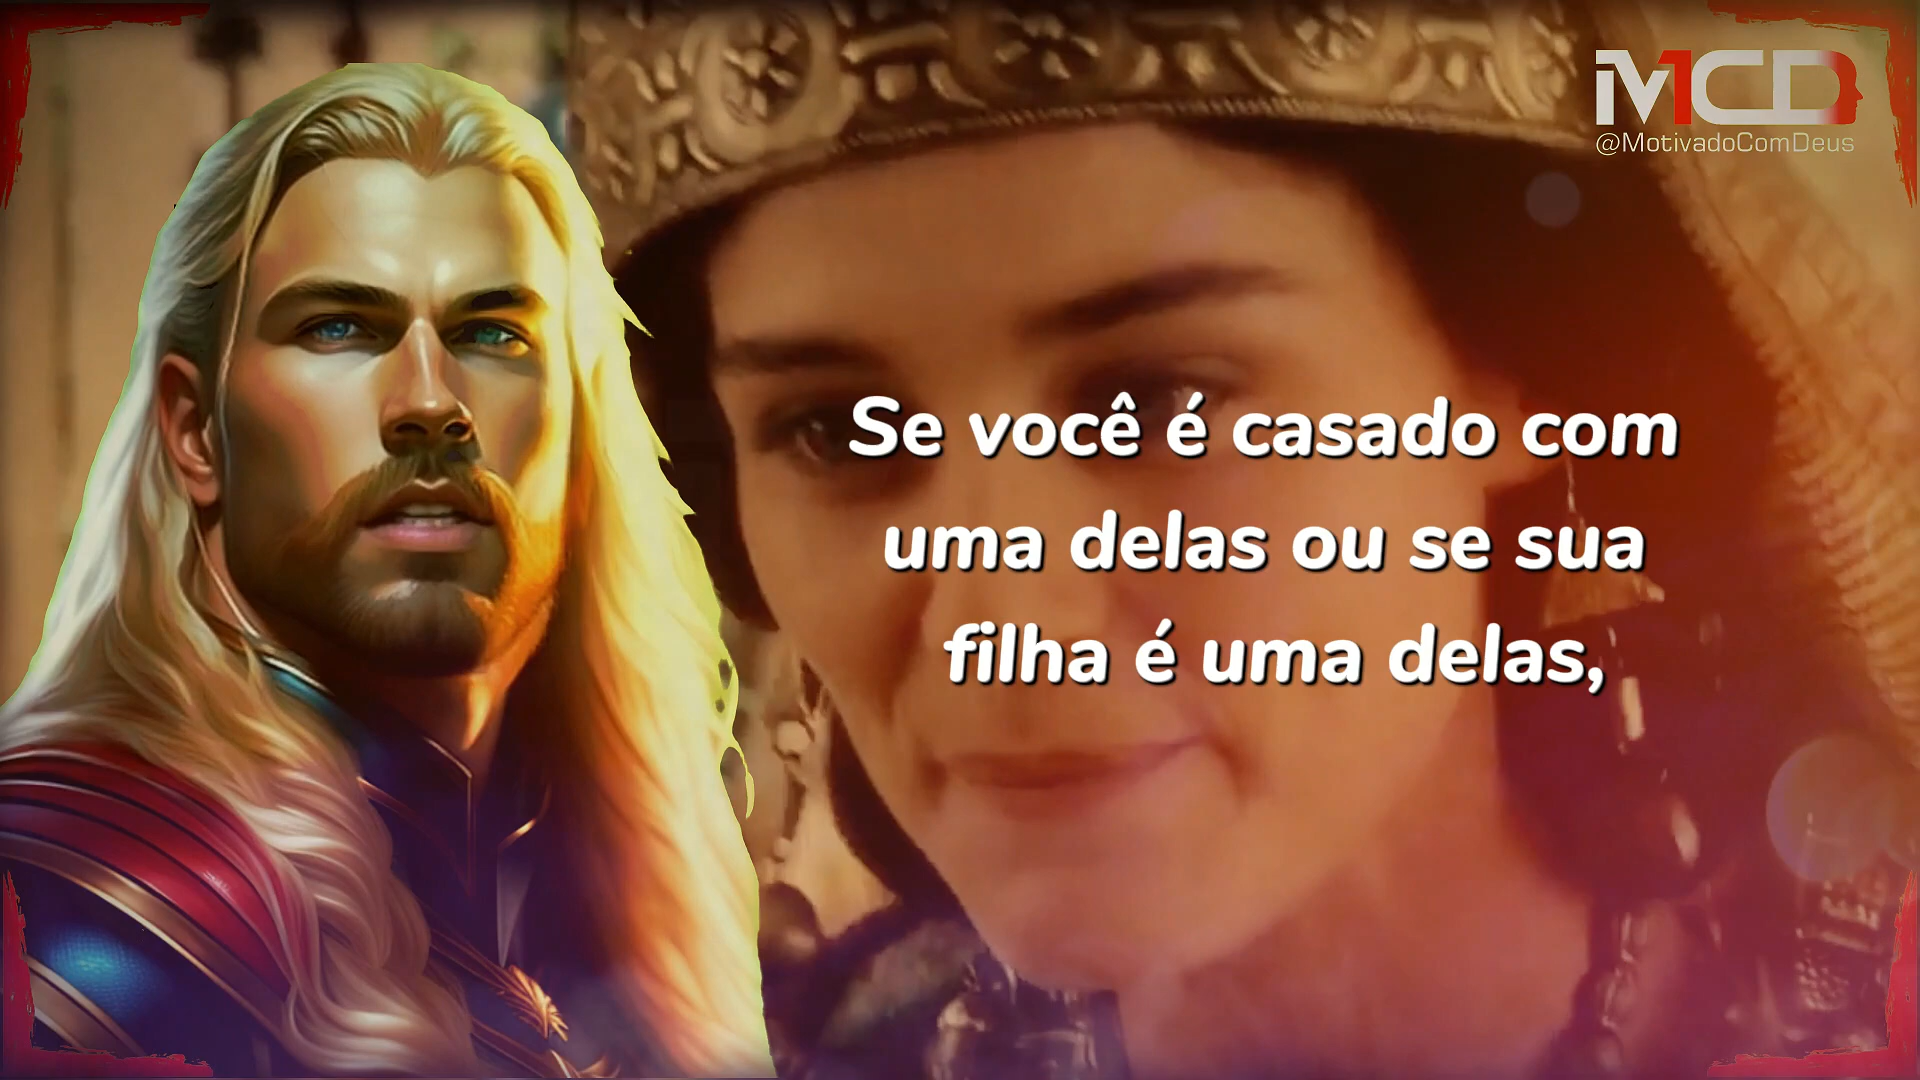 MCD
@MotivadoComDeus
Se você é casado com
uma delas ou se sua
filha é uma delas,